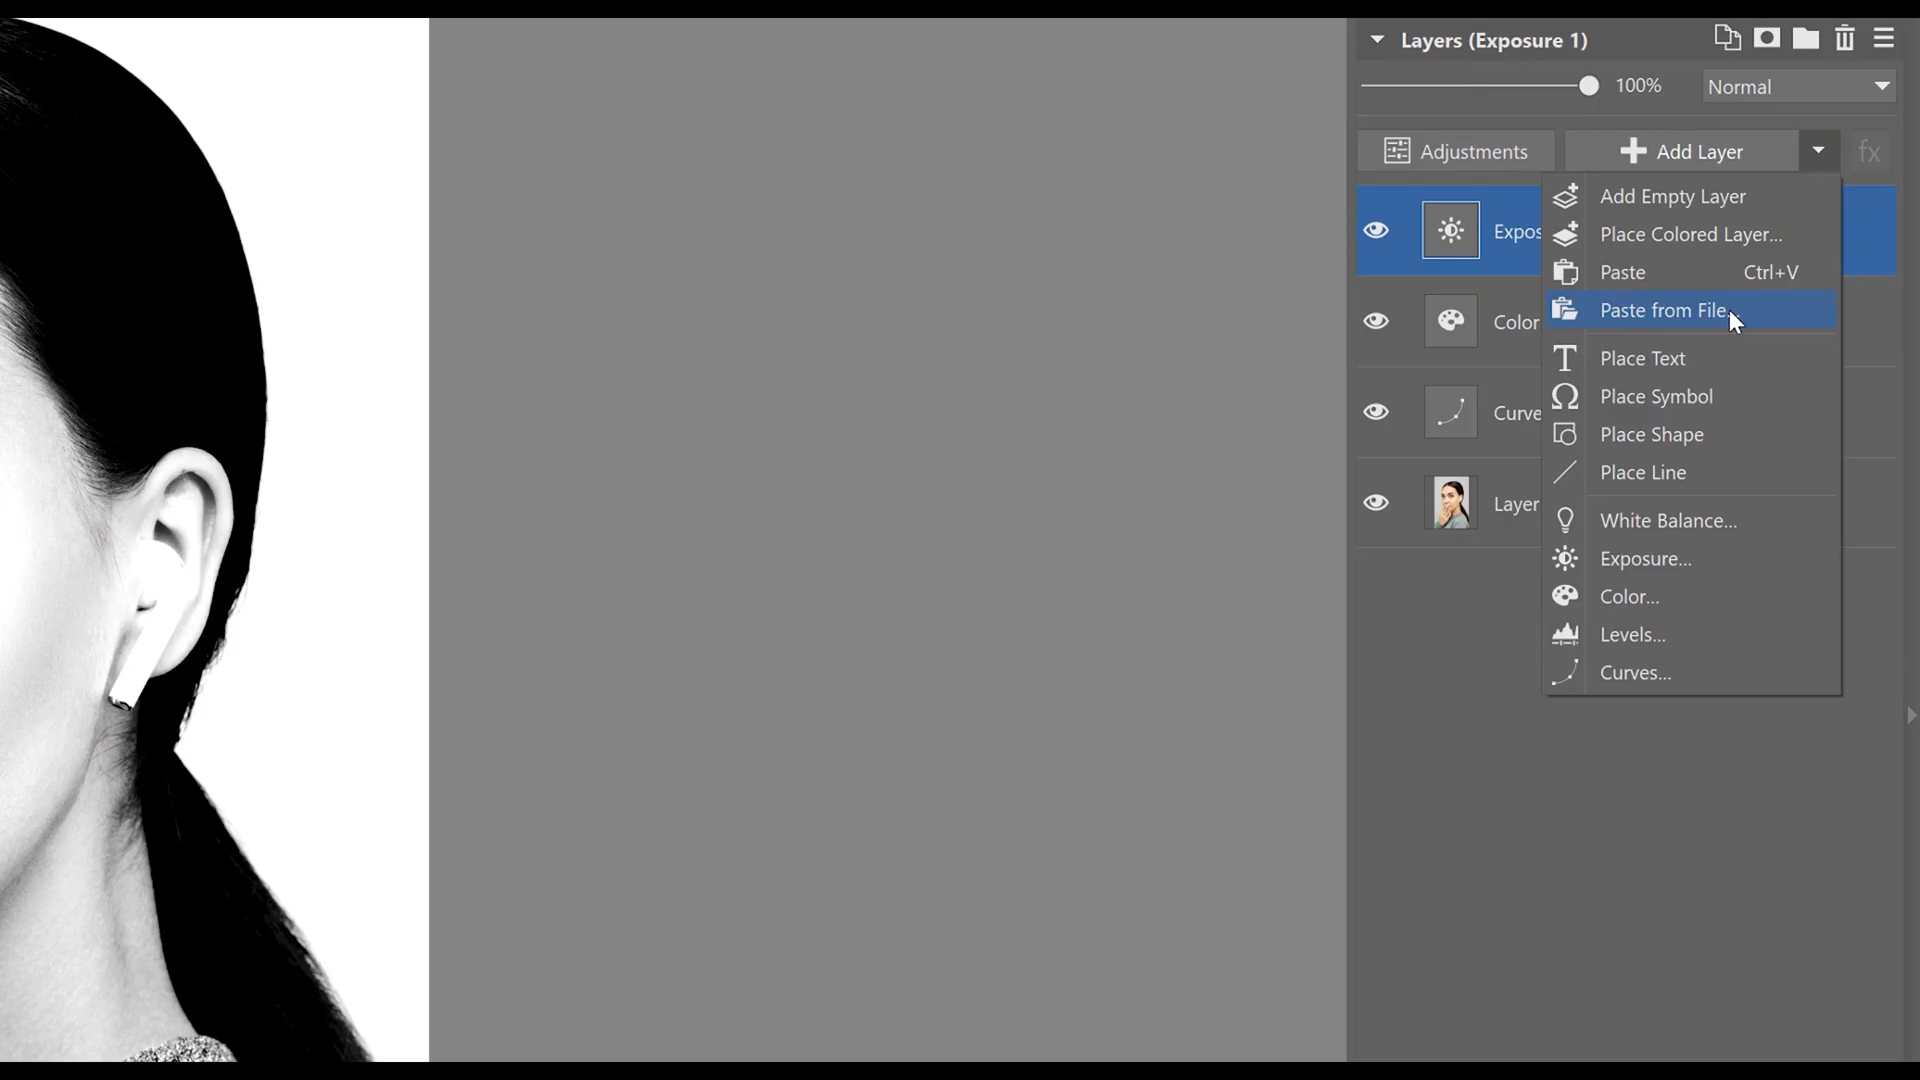 Layers (Exposure 1)
100%
Normal
Adjustments
Add Layer
fx
Add Empty Layer
Place Colored Layer...
Paste Ctrl+V
Paste from File...
Place Text
Place Symbol
Place Shape
Place Line
White Balance...
Exposure...
Color...
Levels...
Curves...
Expos
Color
Curve
Layer